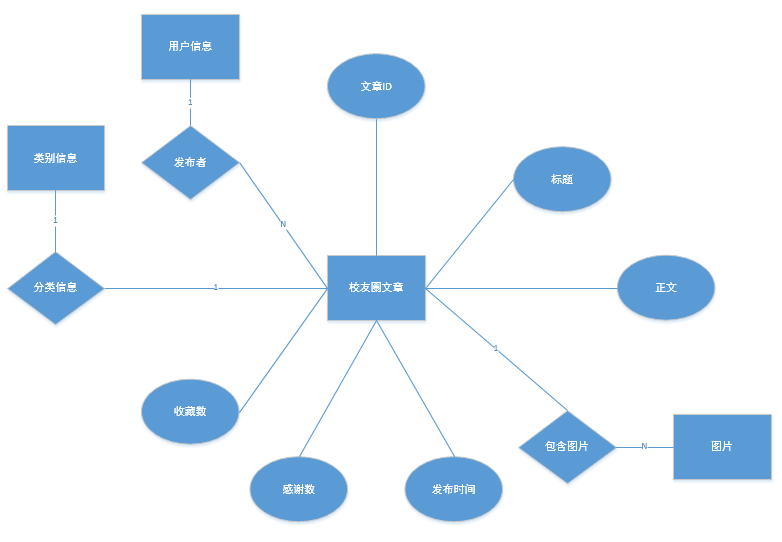 用户信息
文章ID
1
类别信息
发布者
标题
1
N
分类信息
1
校友圈文章
正文
1
收藏数
包含图片
N
图片
感谢数
发布时间